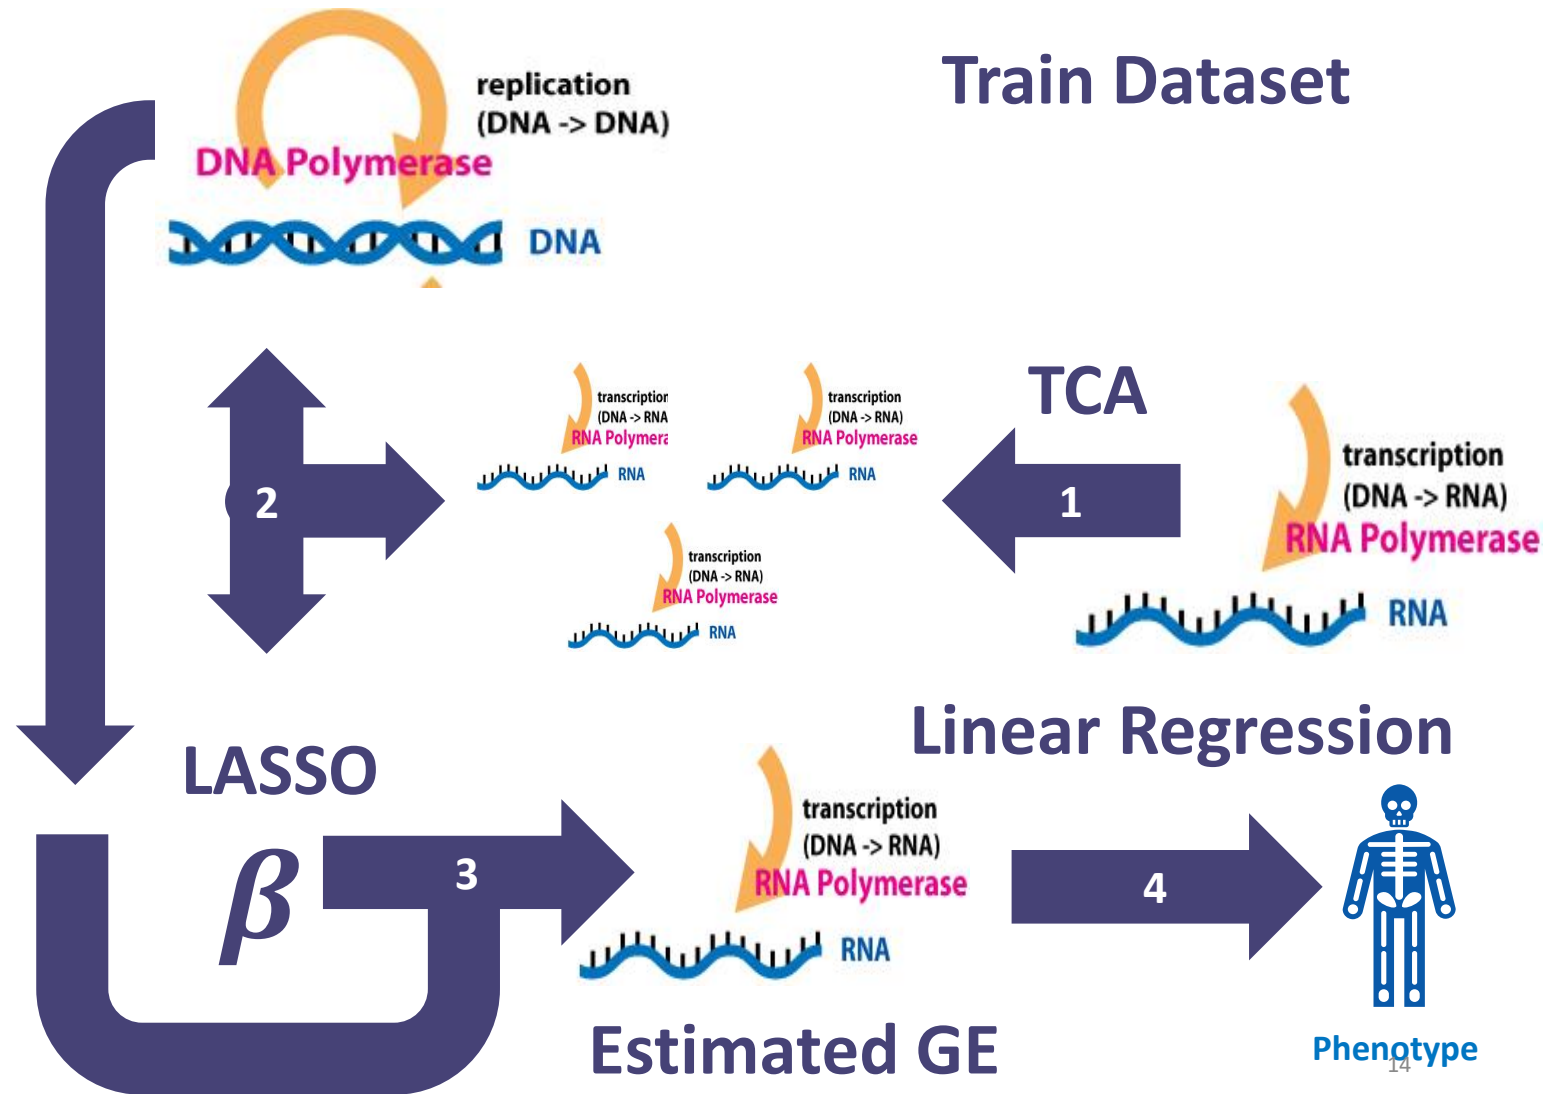 Train Dataset
replication
(DNA -> DNA)
DNA Polymerase
DNA
TCA
transcription
(DNA -> RNA
RNA Polymera
RNA
transcription
(DNA -> RNA)
RNA Polymerase
RNA
transcription
(DNA -> RNA)
RNA Polymerase
RNA
1
2
transcription
(DNA -> RNA)
RNA Polymerase
RNA
LASSO
β
3
Linear Regression
transcription
(DNA -> RNA)
RNA Polymerase
RNA
4
Estimated GE
Phenotype
14